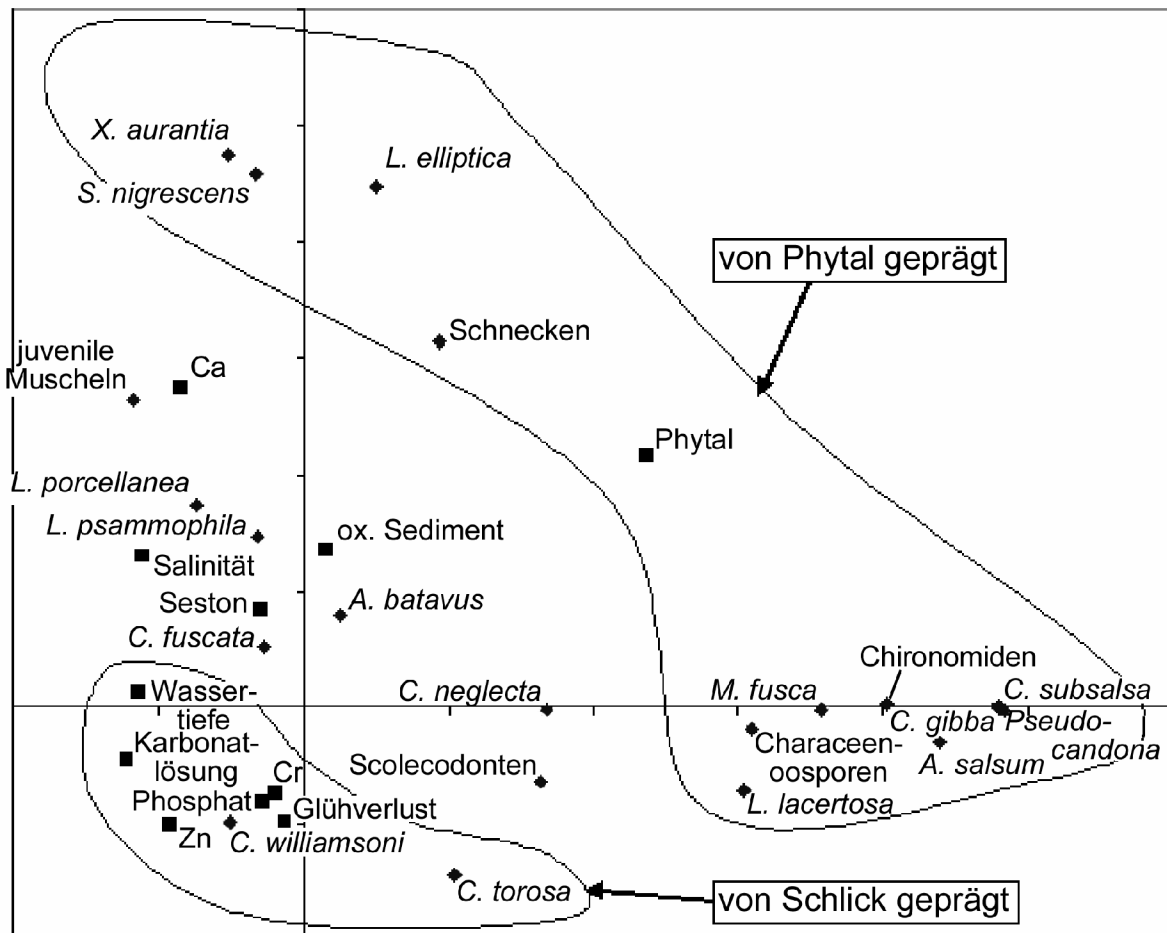 X. aurantia
L. elliptica
S. nigrescens
von Phytal geprägt
Schnecken
juvenile
Muscheln
Ca
Phytal
L. porcellanea
L. psammophila
ox. Sediment
Salinität
Seston
A. batavus
C. fuscata
Chironomiden
Wasser-
tiefe
C. neglecta
M. fusca
C. subsalsa
C. gibba
Pseudo-
candona
Karbonat-
lösung
Scolecodonten
Characeen-
oosporen
A. salsum
Cr
Phosphat
Glühverlust
L. lacertosa
Zn
C. williamsoni
C. torosa
von Schlick geprägt